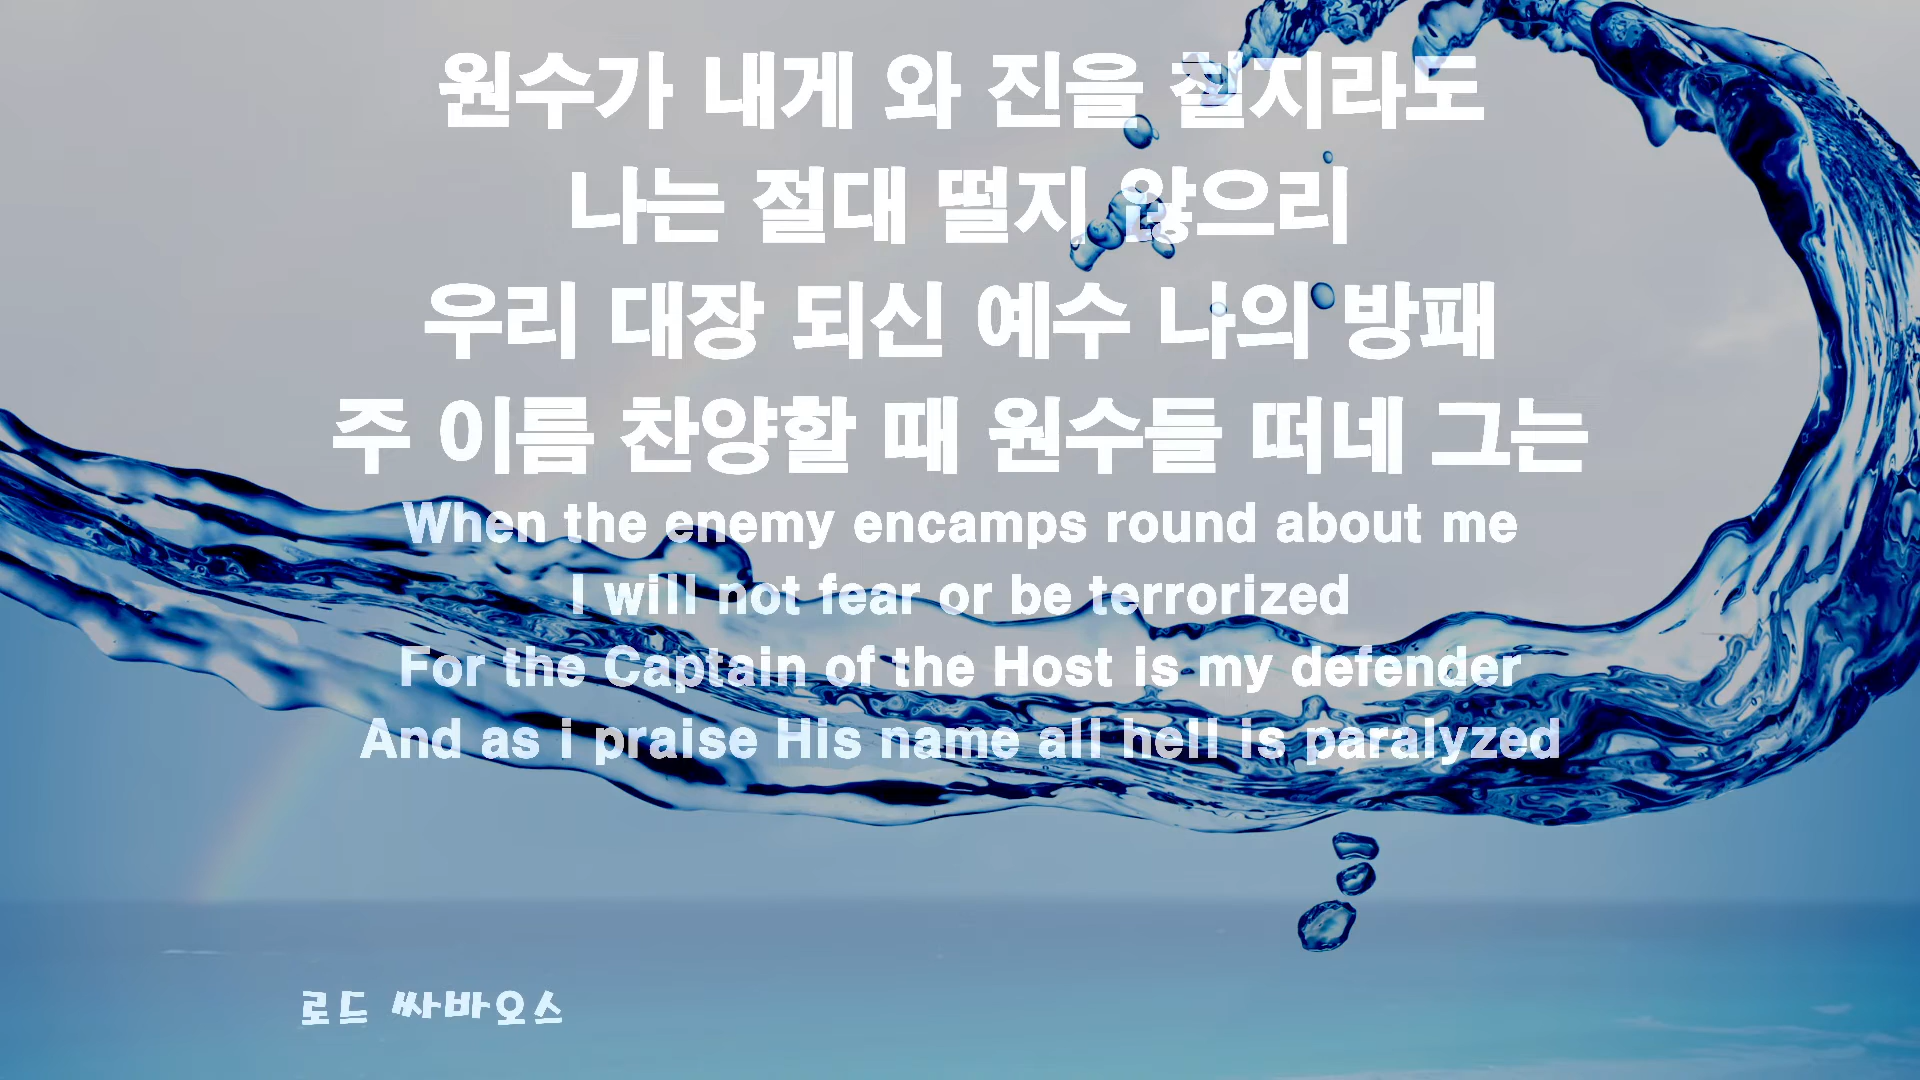 원수가 내게 와 진을 칠지라도
나는 절대 떨지 않으리
우리 대장 되신 예수 나의 방패
주 이름 찬양할 때 원수들 떠네 그는
When the enemy encamps round about me
I will not fear or be terrorized
For the Captain of the Host is my defender
And as i praise His name all hell is paralyzed
로드 싸바오스